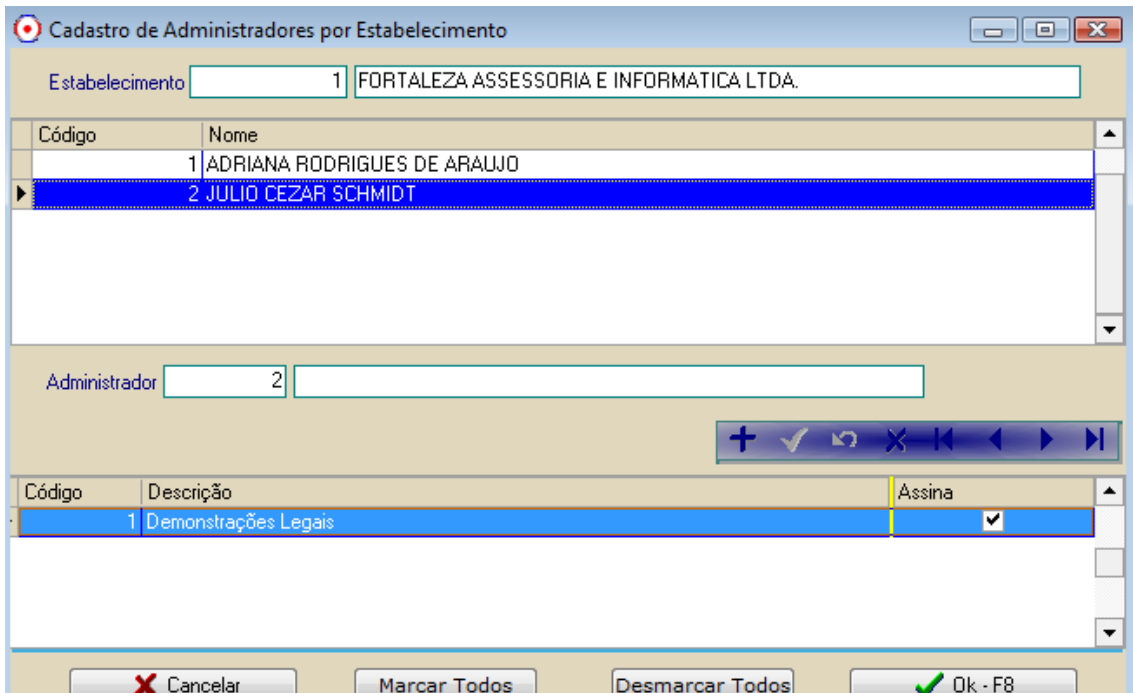 Cadastro de Administradores por Estabelecimento
Estabelecimento 1 FORTALEZA ASSESSORIA E INFORMATICA LTDA.
Código Nome
1 ADRIANA RODRIGUES DE ARAUJO
2 JULIO CEZAR SCHMIDT
Administrador 2
Código Descrição Assina
1 Demonstrações Legais
Cancelar Marcar Todos Desmarcar Todos Ok - F8